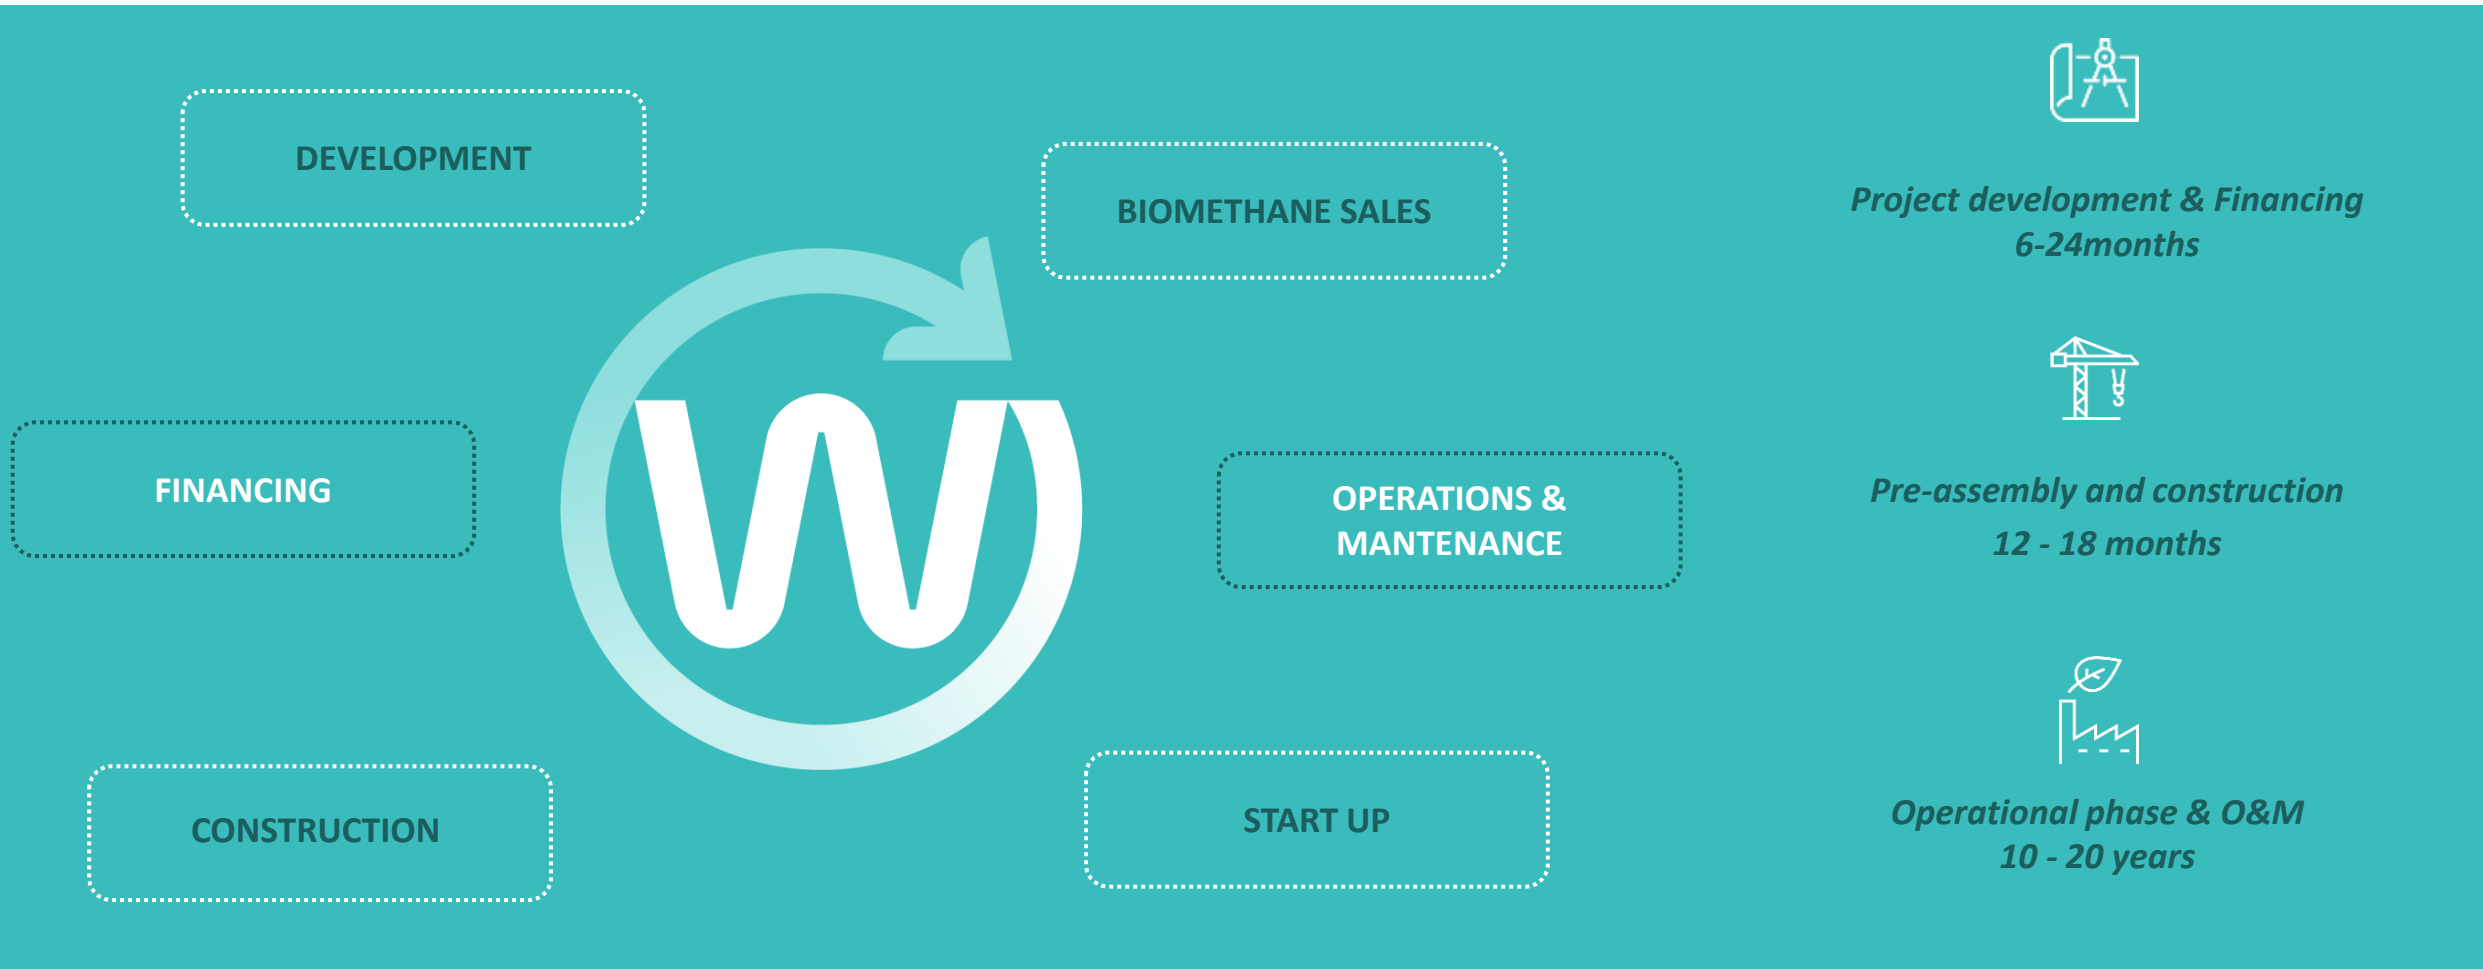 DEVELOPMENT
BIOMETHANE SALES
FINANCING
OPERATIONS &
MANTENANCE
CONSTRUCTION
START UP
W
Project development & Financing
6-24months
Pre-assembly and construction
12 - 18 months
Operational phase & O&M
10 - 20 years